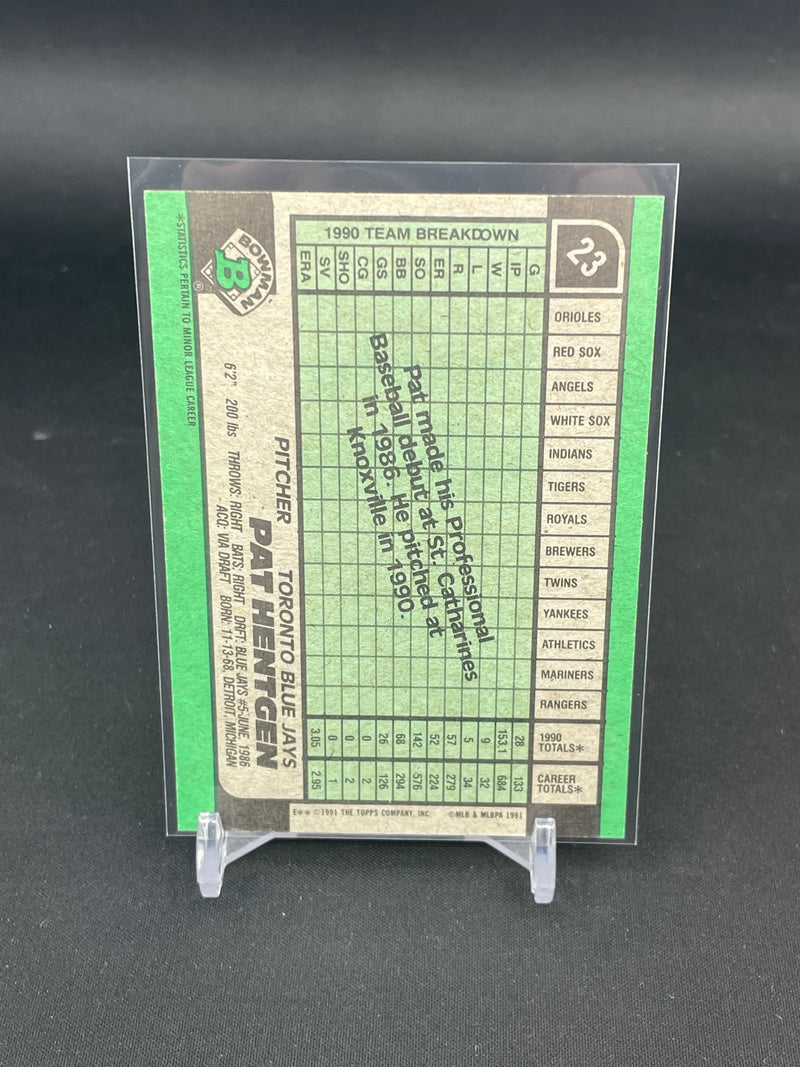 23
ORIOLES
RED SOX
ANGELS
WHITE SOX
INDIANS
TIGERS
ROYALS
BREWERS
TWINS
YANKEES
ATHLETICS
MARINERS
RANGERS
1990 TOTALS*
CAREER TOTALS*
1990 TEAM BREAKDOWN
G 28 133
IP 153.1 684
W 9 32
L 5 34
R 57 279
ER 52 224
SO 142 576
BB 68 294
GS 26 126
CG 0 2
SHO 0 2
SV 0 1
ERA 3.05 2.95
Pat made his Professional
Baseball debut at St. Catharines
in 1986. He pitched at
Knoxville in 1990.
PITCHER TORONTO BLUE JAYS
PAT HENTGEN
6'2" 200 lbs THROWS: RIGHT BATS: RIGHT DRFT: BLUE JAYS #5-JUNE, 1986
ACQ: VIA DRAFT BORN: 11-13-68, DETROIT, MICHIGAN
BOWMAN
B
®
*STATISTICS PERTAIN TO MINOR LEAGUE CAREER
E** ©1991 THE TOPPS COMPANY, INC. ©MLB & MLBPA 1991